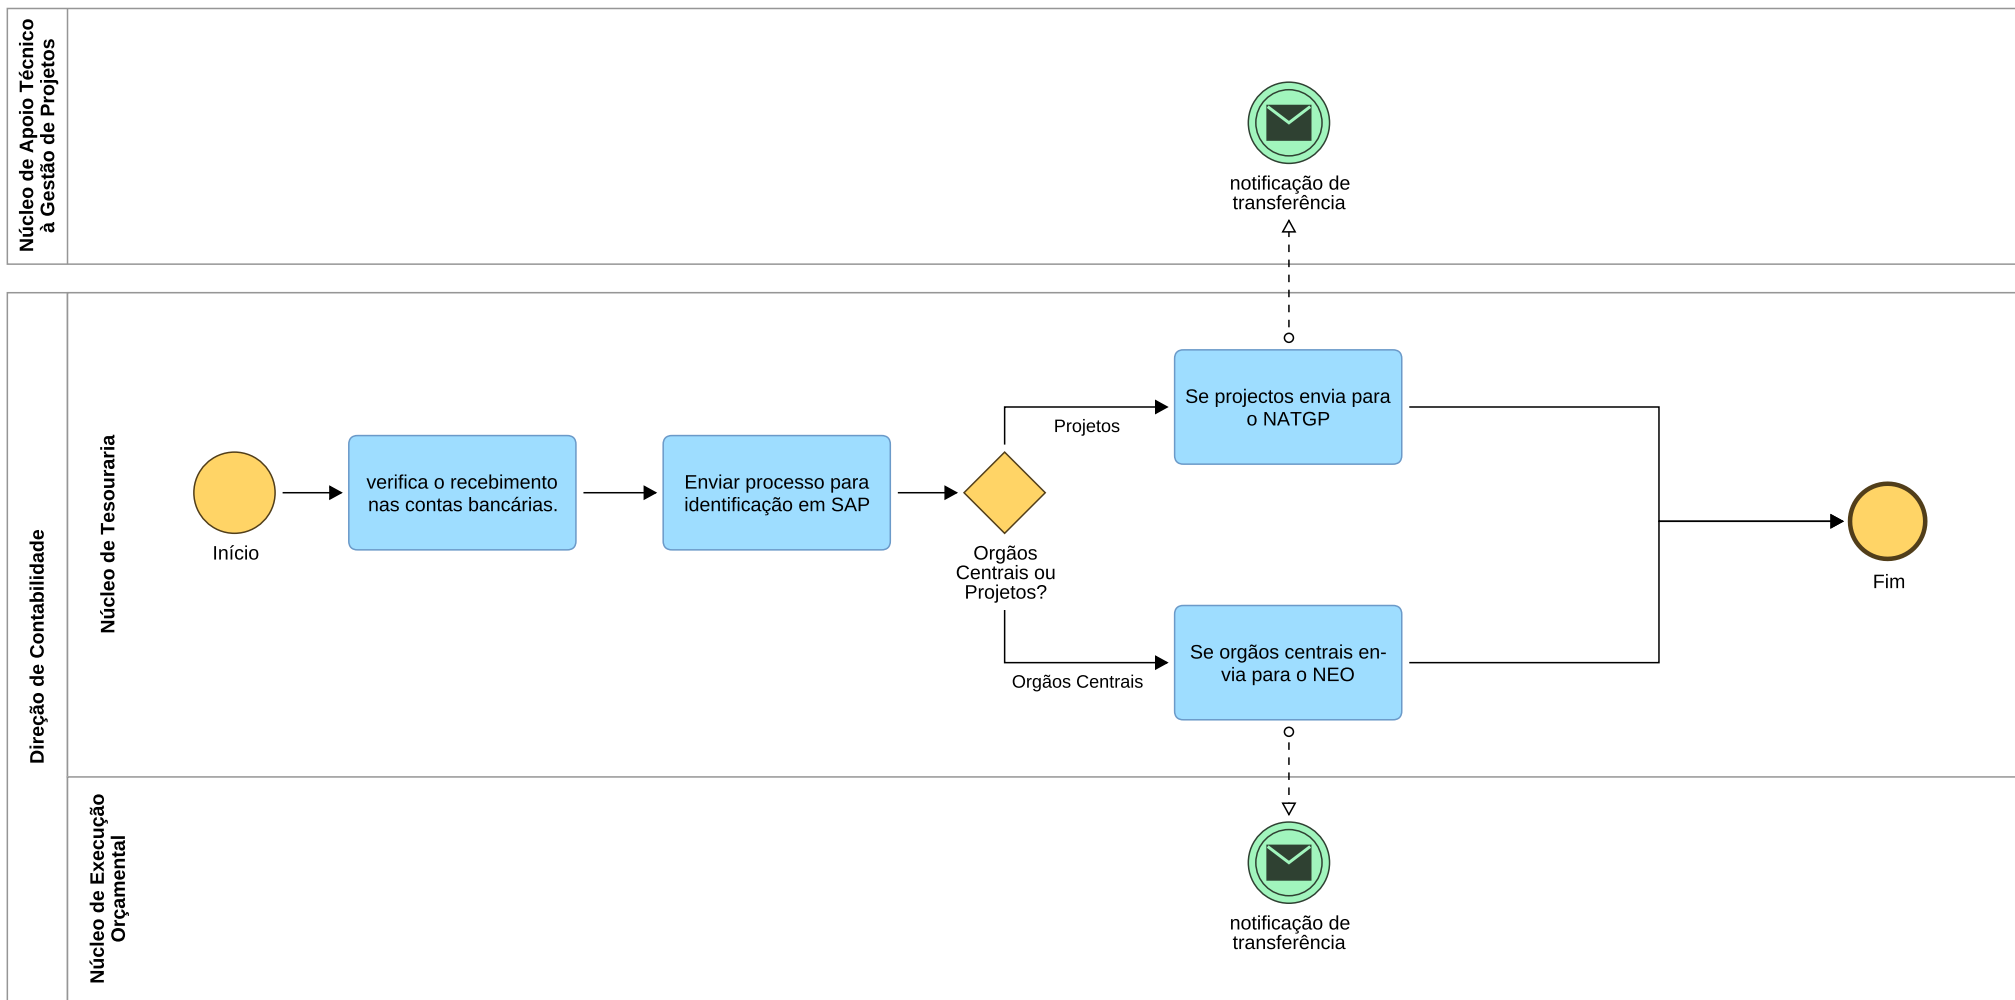 Núcleo de Apoio Técnico
à Gestão de Projetos
notificação de
transferência
Direção de Contabilidade
Núcleo de Tesouraria
Início
verifica o recebimento
nas contas bancárias.
Enviar processo para
identificação em SAP
Orgãos
Centrais ou
Projetos?
Projetos
Se projectos envia para
o NATGP
Orgãos Centrais
Se orgãos centrais en-
via para o NEO
Fim
Núcleo de Execução
Orçamental
notificação de
transferência